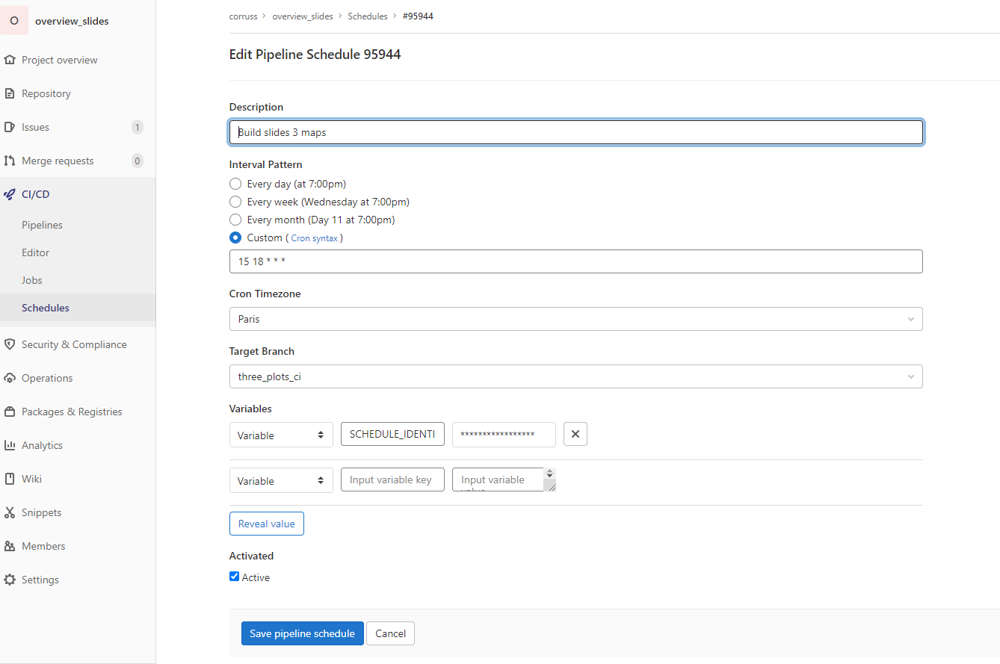 O overview_slides
Project overview
Repository
Issues 1
Merge requests 0
CI/CD
Pipelines
Editor
Jobs
Schedules
Security & Compliance
Operations
Packages & Registries
Analytics
Wiki
Snippets
Members
Settings
corruss > overview_slides > Schedules > #95944
Edit Pipeline Schedule 95944
Description
Build slides 3 maps
Interval Pattern
Every day (at 7:00pm)
Every week (Wednesday at 7:00pm)
Every month (Day 11 at 7:00pm)
Custom ( Cron syntax )
15 18 * * *
Cron Timezone
Paris
Target Branch
three_plots_ci
Variables
Variable SCHEDULE_IDENTI *****************
Variable Input variable key Input variable
Reveal value
Activated
Active
Save pipeline schedule Cancel